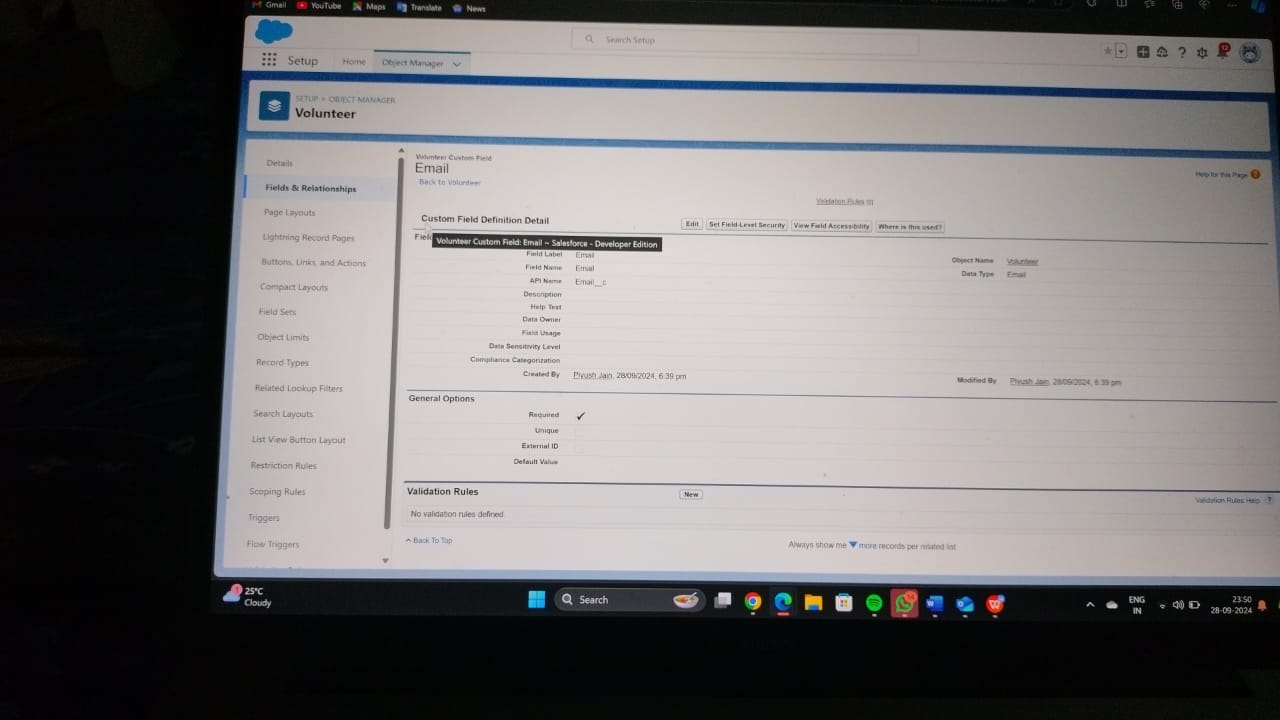 Gmail YouTube Maps Translate News
Search Setup
Setup Home Object Manager
12
SETUP > OBJECT MANAGER
Volunteer
Details
Fields & Relationships
Page Layouts
Lightning Record Pages
Buttons, Links, and Actions
Compact Layouts
Field Sets
Object Limits
Record Types
Related Lookup Filters
Search Layouts
List View Button Layout
Restriction Rules
Scoping Rules
Triggers
Flow Triggers
Volunteer Custom Field
Email
Back to Volunteer
Help for this Page
Validation Rules [0]
Custom Field Definition Detail Edit Set Field-Level Security View Field Accessibility Where is this used?
Volunteer Custom Field: Email ~ Salesforce - Developer Edition
Field Label Email Object Name Volunteer
Field Name Email Data Type Email
API Name Email__c
Description
Help Text
Data Owner
Field Usage
Data Sensitivity Level
Compliance Categorization
Created By Piyush Jain, 28/09/2024, 6:39 pm Modified By Piyush Jain, 28/09/2024, 6:39 pm
General Options
Required ✓
Unique
External ID
Default Value
Validation Rules New Validation Rules Help ?
No validation rules defined
Back To Top Always show me more records per related list
25°C
Cloudy
Search
ENG
IN
23:50
28-09-2024